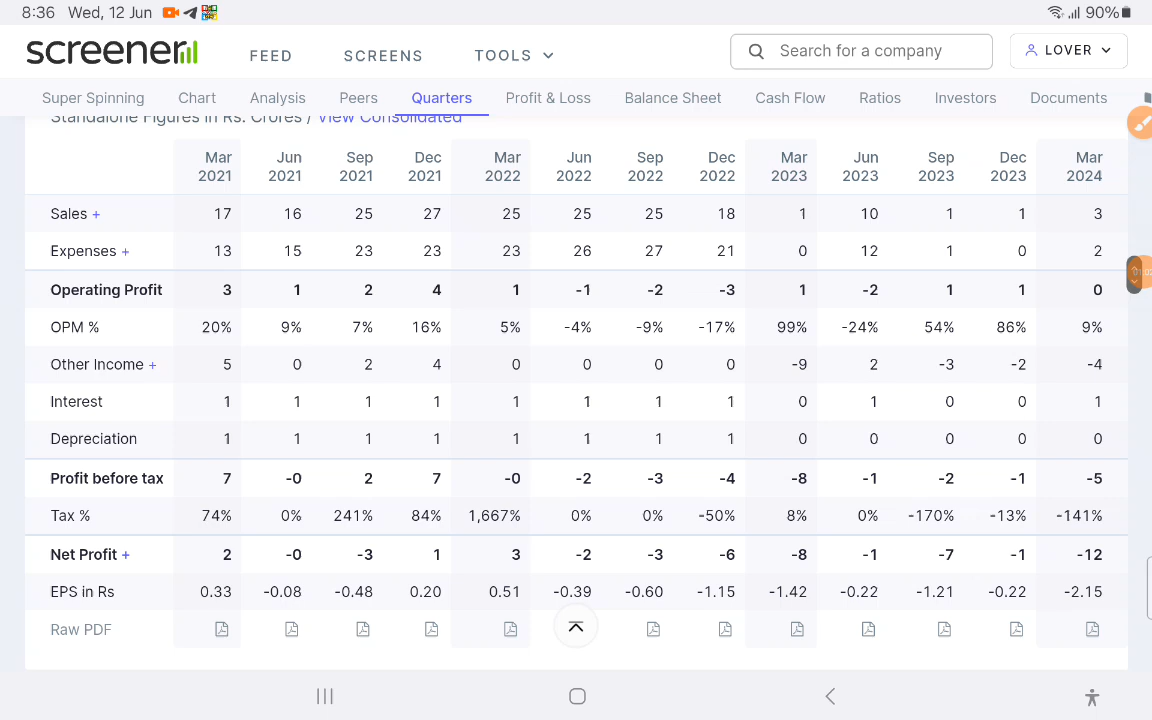 8:36 Wed, 12 Jun 90%
screener FEED SCREENS TOOLS Search for a company LOVER
Super Spinning Chart Analysis Peers Quarters Profit & Loss Balance Sheet Cash Flow Ratios Investors Documents
Standalone Figures in Rs. Crores / View Consolidated
Mar 2021 Jun 2021 Sep 2021 Dec 2021 Mar 2022 Jun 2022 Sep 2022 Dec 2022 Mar 2023 Jun 2023 Sep 2023 Dec 2023 Mar 2024
Sales + 17 16 25 27 25 25 25 18 1 10 1 1 3
Expenses + 13 15 23 23 23 26 27 21 0 12 1 0 2
Operating Profit 3 1 2 4 1 -1 -2 -3 1 -2 1 1 0
OPM % 20% 9% 7% 16% 5% -4% -9% -17% 99% -24% 54% 86% 9%
Other Income + 5 0 2 4 0 0 0 0 -9 2 -3 -2 -4
Interest 1 1 1 1 1 1 1 1 0 1 0 0 1
Depreciation 1 1 1 1 1 1 1 1 0 0 0 0 0
Profit before tax 7 -0 2 7 -0 -2 -3 -4 -8 -1 -2 -1 -5
Tax % 74% 0% 241% 84% 1,667% 0% 0% -50% 8% 0% -170% -13% -141%
Net Profit + 2 -0 -3 1 3 -2 -3 -6 -8 -1 -7 -1 -12
EPS in Rs 0.33 -0.08 -0.48 0.20 0.51 -0.39 -0.60 -1.15 -1.42 -0.22 -1.21 -0.22 -2.15
Raw PDF